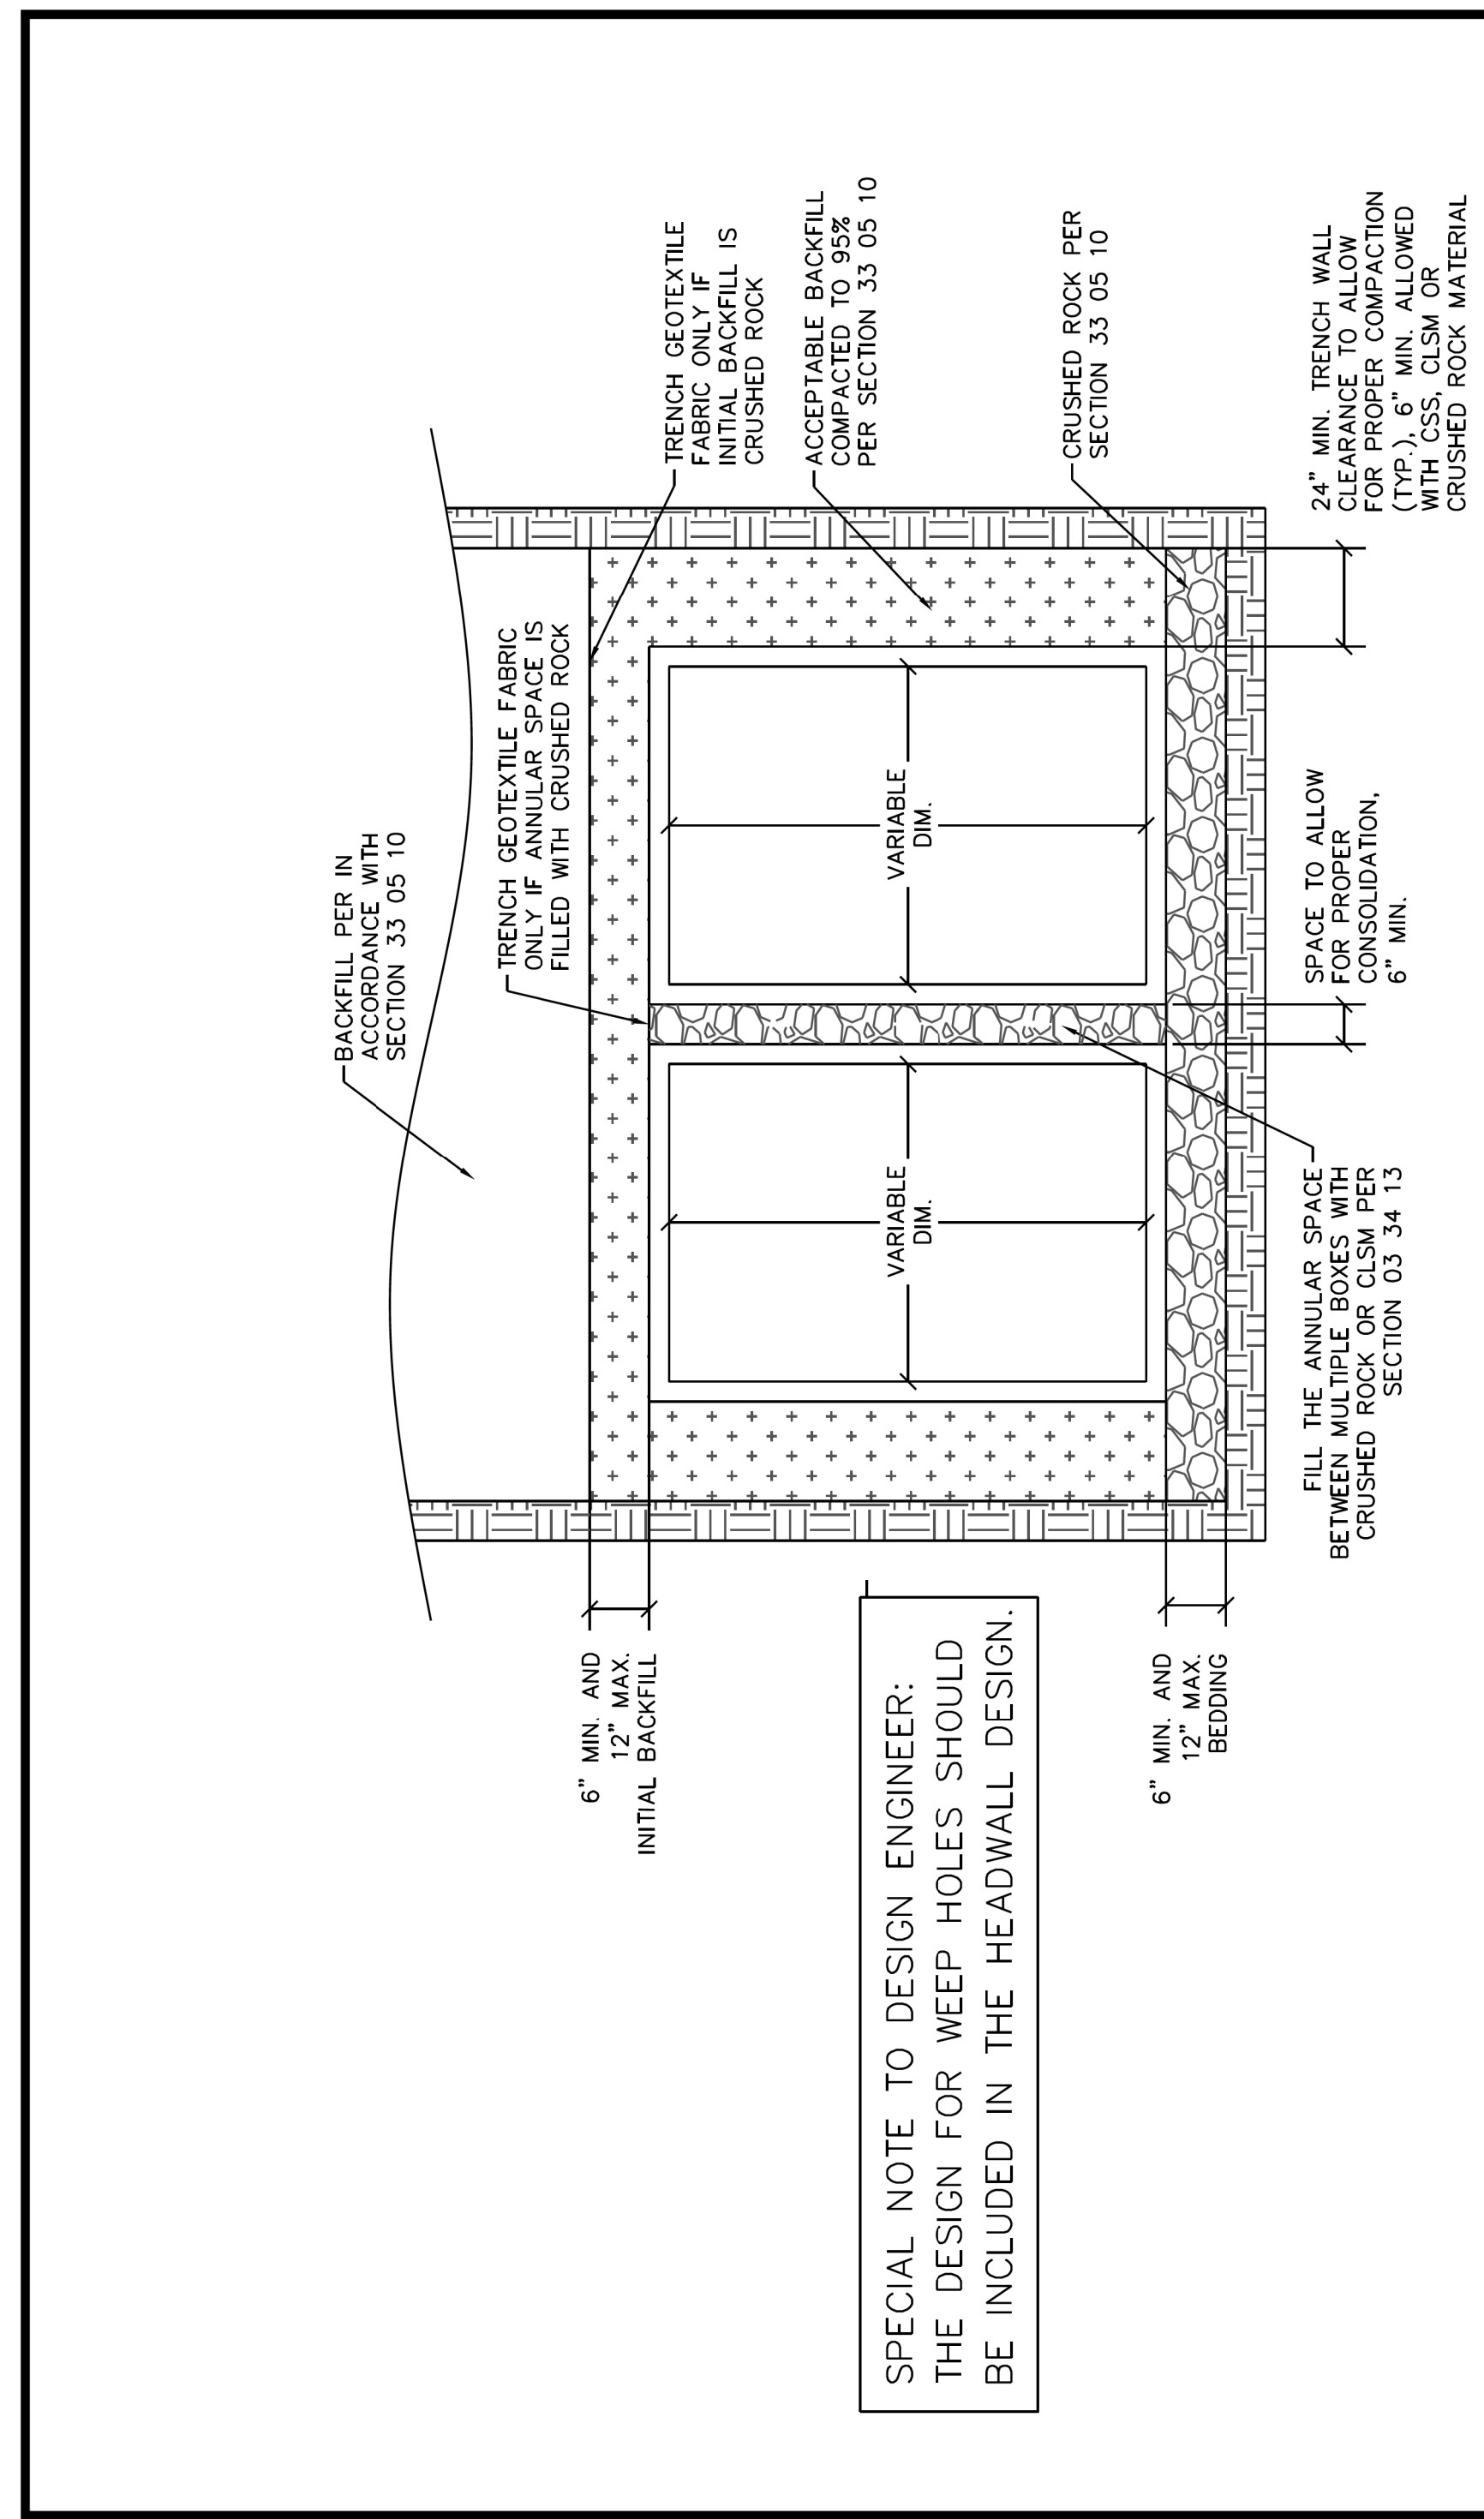 BACKFILL PER IN
ACCORDANCE WITH
SECTION 33 05 10
TRENCH GEOTEXTILE FABRIC
ONLY IF ANNULAR SPACE IS
FILLED WITH CRUSHED ROCK
TRENCH GEOTEXTILE
FABRIC ONLY IF
INITIAL BACKFILL IS
CRUSHED ROCK
ACCEPTABLE BACKFILL
COMPACTED TO 95%
PER SECTION 33 05 10
CRUSHED ROCK PER
SECTION 33 05 10
6" MIN. AND
12" MAX.
INITIAL BACKFILL
VARIABLE
DIM.
VARIABLE
DIM.
SPECIAL NOTE TO DESIGN ENGINEER:
THE DESIGN FOR WEEP HOLES SHOULD
BE INCLUDED IN THE HEADWALL DESIGN.
6" MIN. AND
12" MAX.
BEDDING
FILL THE ANNULAR SPACE
BETWEEN MULTIPLE BOXES WITH
CRUSHED ROCK OR CLSM PER
SECTION 03 34 13
SPACE TO ALLOW
FOR PROPER
CONSOLIDATION,
6" MIN.
24" MIN. TRENCH WALL
CLEARANCE TO ALLOW
FOR PROPER COMPACTION
(TYP.), 6" MIN. ALLOWED
WITH CSS, CLSM OR
CRUSHED ROCK MATERIAL